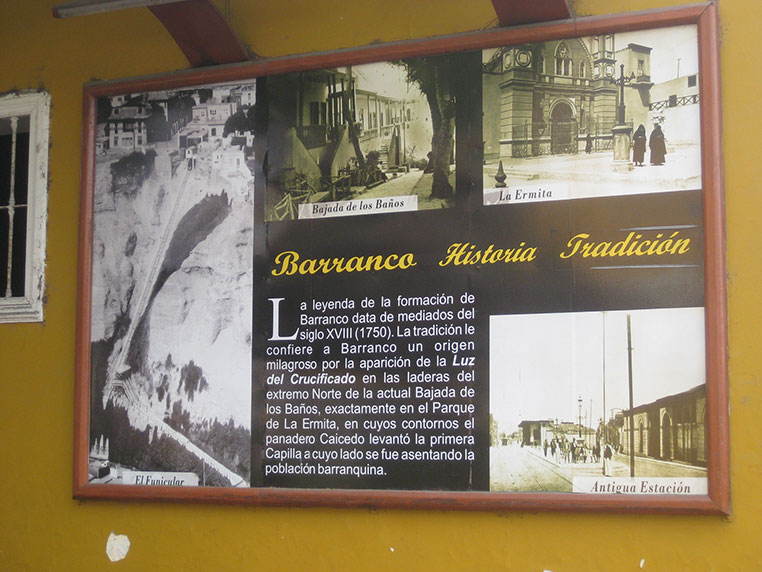 Bajada de los Baños
La Ermita
Barranco Historia Tradición
La leyenda de la formación de
Barranco data de mediados del
siglo XVIII (1750). La tradición le
confiere a Barranco un origen
milagroso por la aparición de la Luz
del Crucificado en las laderas del
extremo Norte de la actual Bajada de
los Baños, exactamente en el Parque
de La Ermita, en cuyos contornos el
panadero Caicedo levantó la primera
Capilla a cuyo lado se fue asentando la
población barranquina.
El Funicular
Antigua Estación